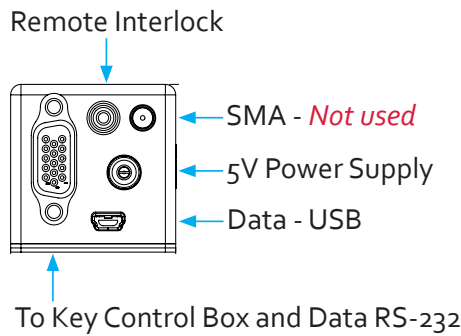 Remote Interlock
SMA - Not used
5V Power Supply
Data - USB
To Key Control Box and Data RS-232